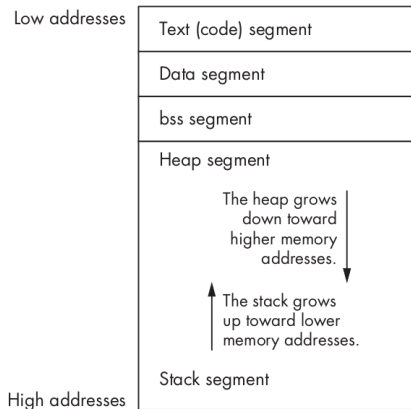 Low addresses
Text (code) segment
Data segment
bss segment
Heap segment
The heap grows
down toward
higher memory
addresses.
The stack grows
up toward lower
memory addresses.
Stack segment
High addresses